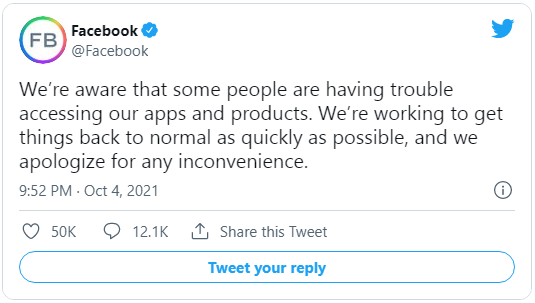 FB
Facebook
@Facebook
We’re aware that some people are having trouble
accessing our apps and products. We’re working to get
things back to normal as quickly as possible, and we
apologize for any inconvenience.
9:52 PM · Oct 4, 2021
50K 12.1K Share this Tweet
Tweet your reply